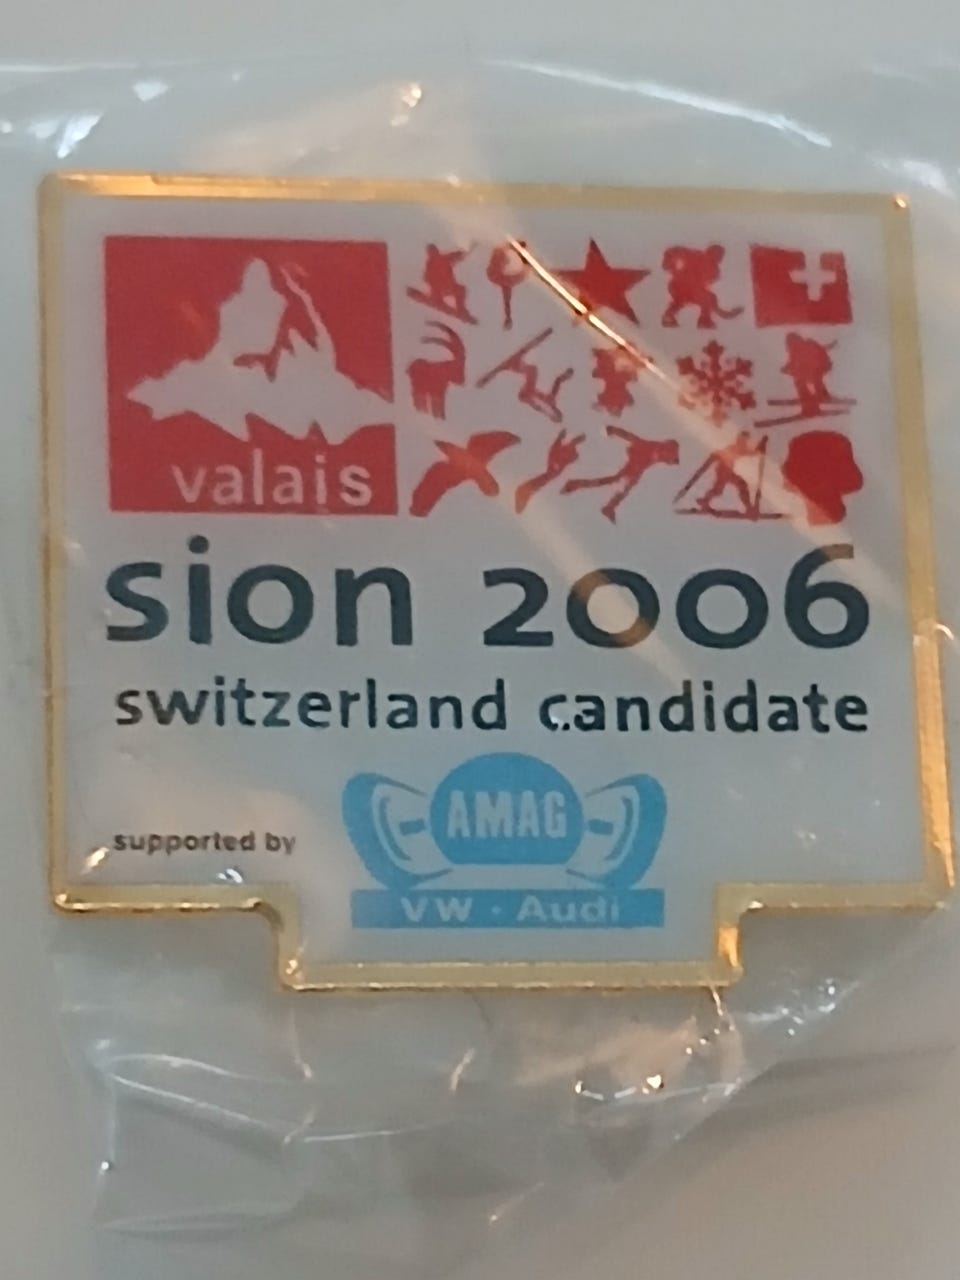 valais
sion 2006
switzerland candidate
supported by
AMAG
VW · Audi